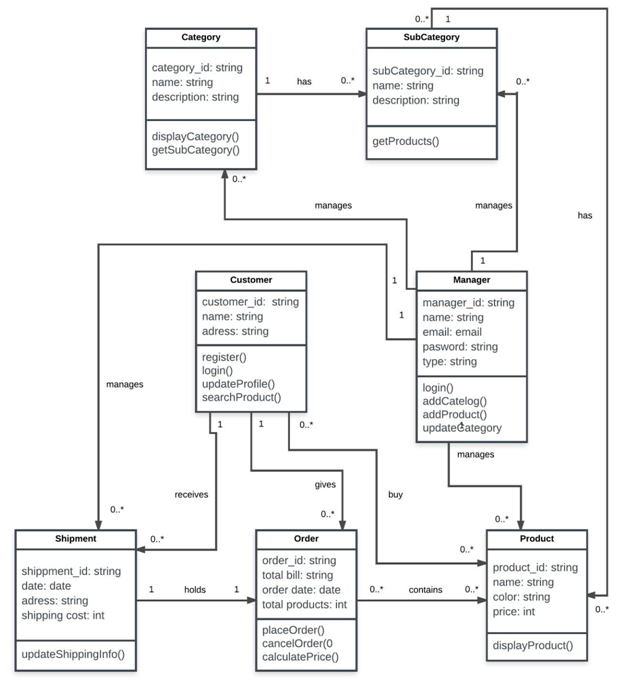 0..*
1
Category
category_id: string
name: string
description: string
displayCategory()
getSubCategory()
1
has
0..*
SubCategory
subCategory_id: string
name: string
description: string
getProducts()
0..*
0..*
manages
manages
has
1
1
1
Customer
customer_id: string
name: string
adress: string
register()
login()
updateProfile()
searchProduct()
Manager
manager_id: string
name: string
email: email
pasword: string
type: string
login()
addCatelog()
addProduct()
updateCategory
manages
1
1
0..*
manages
receives
gives
buy
0..*
0..*
0..*
0..*
0..*
Shipment
shippment_id: string
date: date
adress: string
shipping cost: int
updateShippingInfo()
1
holds
1
Order
order_id: string
total bill: string
order date: date
total products: int
placeOrder()
cancelOrder(0
calculatePrice()
0..*
contains
0..*
Product
product_id: string
name: string
color: string
price: int
displayProduct()
0..*